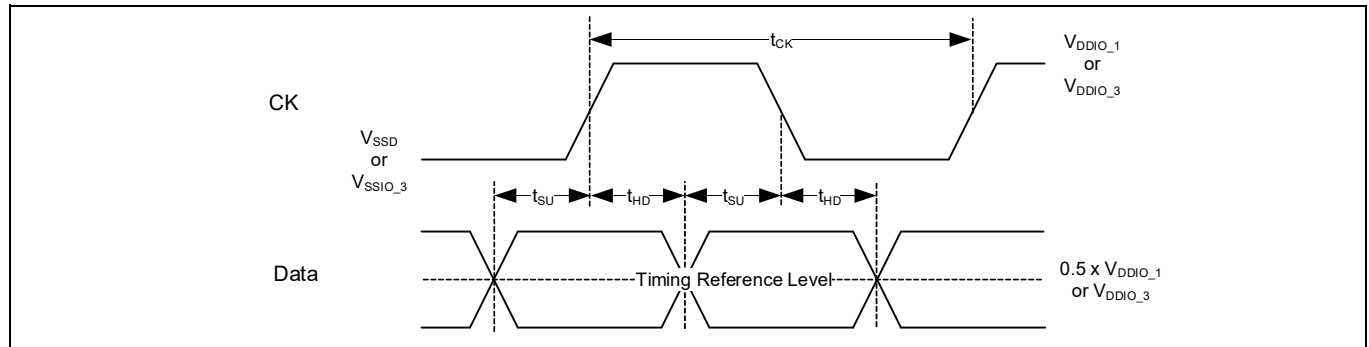 tCK
VDDIO_1
or
VDDIO_3
CK
VSSD
or
VSSIO_3
tSU
tHD
tSU
tHD
Data
Timing Reference Level
0.5 x VDDIO_1
or VDDIO_3